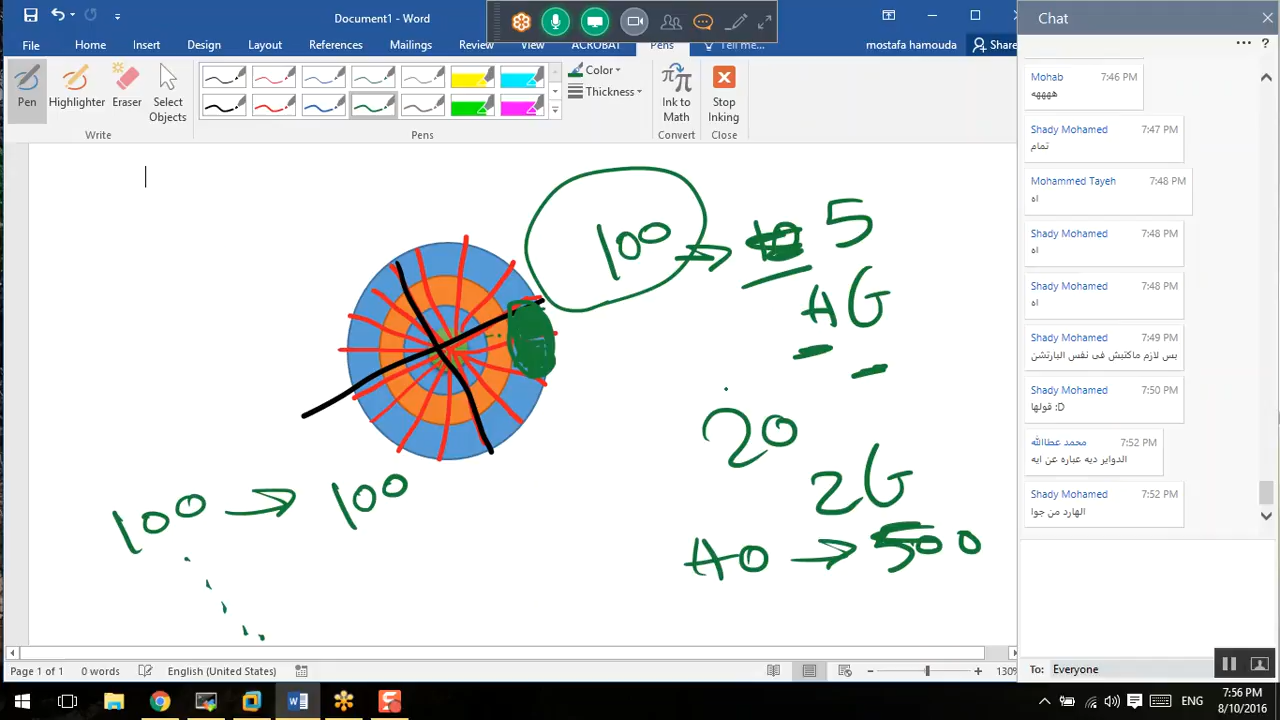 Document1 - Word
Chat
File
Home
Insert
Design
Layout
References
Mailings
Review
View
ACROBAT
Pens
Tell me...
mostafa hamouda
Share
Pen
Highlighter
Eraser
Select Objects
Write
Color
Thickness
Pens
Ink to Math
Convert
Stop Inking
Close
100
5
4G
20
2G
40 → 500
100 → 100
Mohab 7:46 PM
هههههه
Shady Mohamed 7:47 PM
تمام
Mohammed Tayeh 7:48 PM
اه
Shady Mohamed 7:48 PM
اه
Shady Mohamed 7:48 PM
اه
Shady Mohamed 7:49 PM
بس لازم ماكتبش فى نفس البارتشن
Shady Mohamed 7:50 PM
قولها :D
محمد عطاالله 7:52 PM
الدواير ديه عباره عن ايه
Shady Mohamed 7:52 PM
الهارد من جوا
To: Everyone
Page 1 of 1
0 words
English (United States)
130%
ENG
7:56 PM
8/10/2016